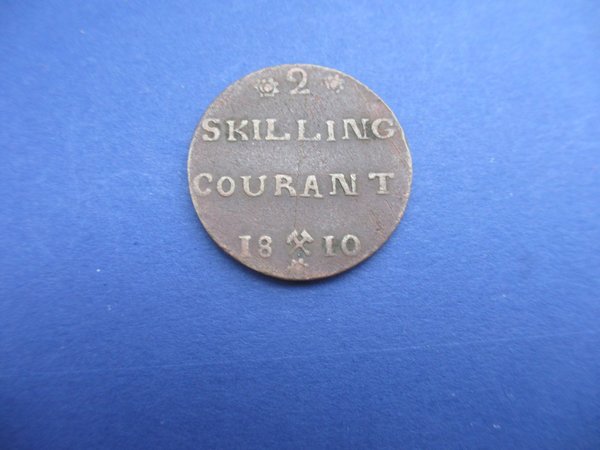 2
SKILLING
COURANT
18 ⚒ 10